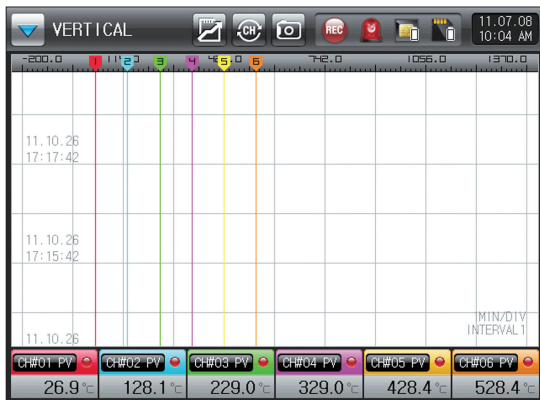 VERTICAL CH REC 11.07.08
10:04 AM
-200.0 742.0 1056.0 1370.0
1 2 3 4 5 6
11.10.26
17:17:42
11.10.26
17:15:42
MIN/DIV
INTERVAL 1
11.10.26
CH#01 PV CH#02 PV CH#03 PV CH#04 PV CH#05 PV CH#06 PV
26.9℃ 128.1℃ 229.0℃ 329.0℃ 428.4℃ 528.4℃